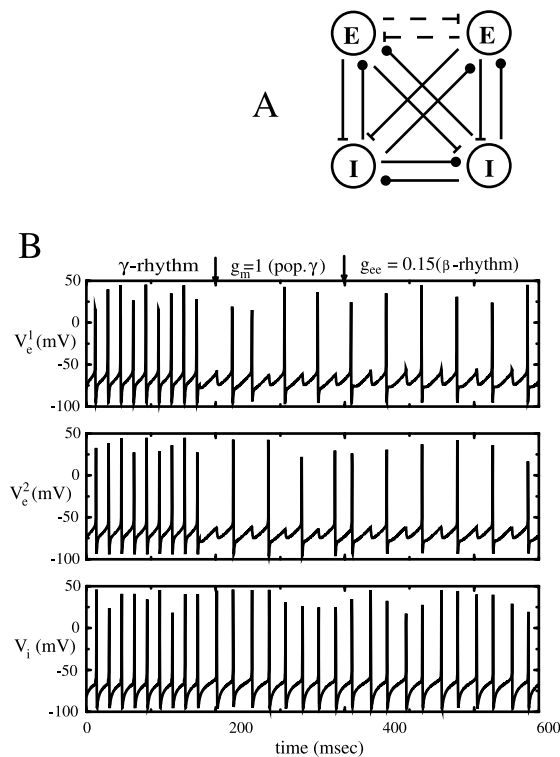 A
E E
I I
B
γ-rhythm g_m=1 (pop.γ) g_ee = 0.15(β-rhythm)
50
0
-50
-100
V_e^1 (mV)
50
0
-50
-100
V_e^2 (mV)
50
0
-50
-100
V_i (mV)
0 200 400 600
time (msec)